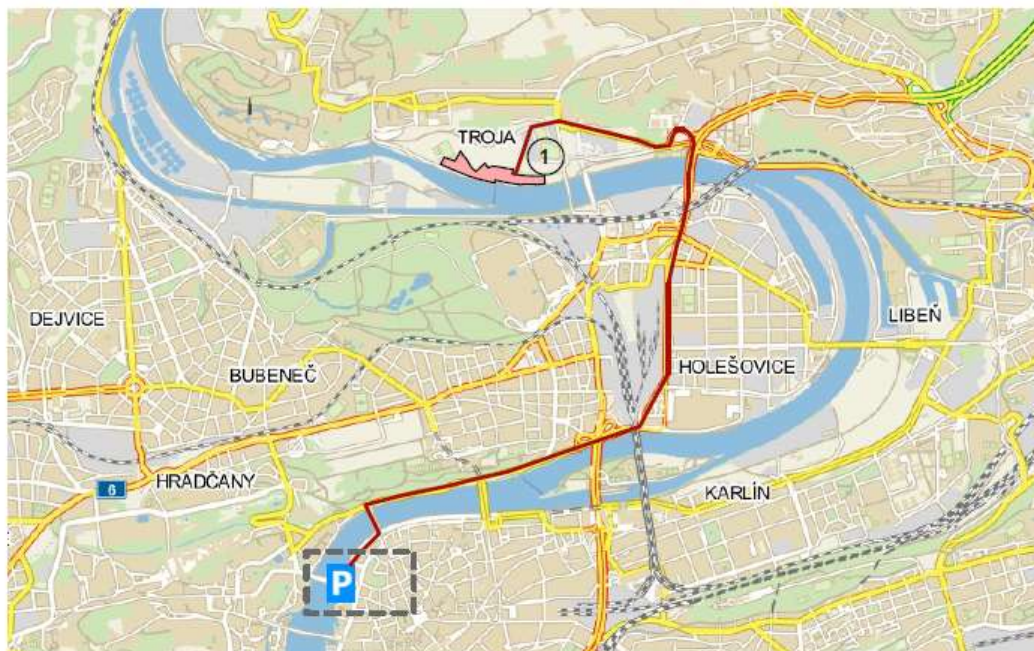 TROJA
1
LIBEŇ
DEJVICE
BUBENEČ
HOLEŠOVICE
HRADČANY
6
KARLÍN
P